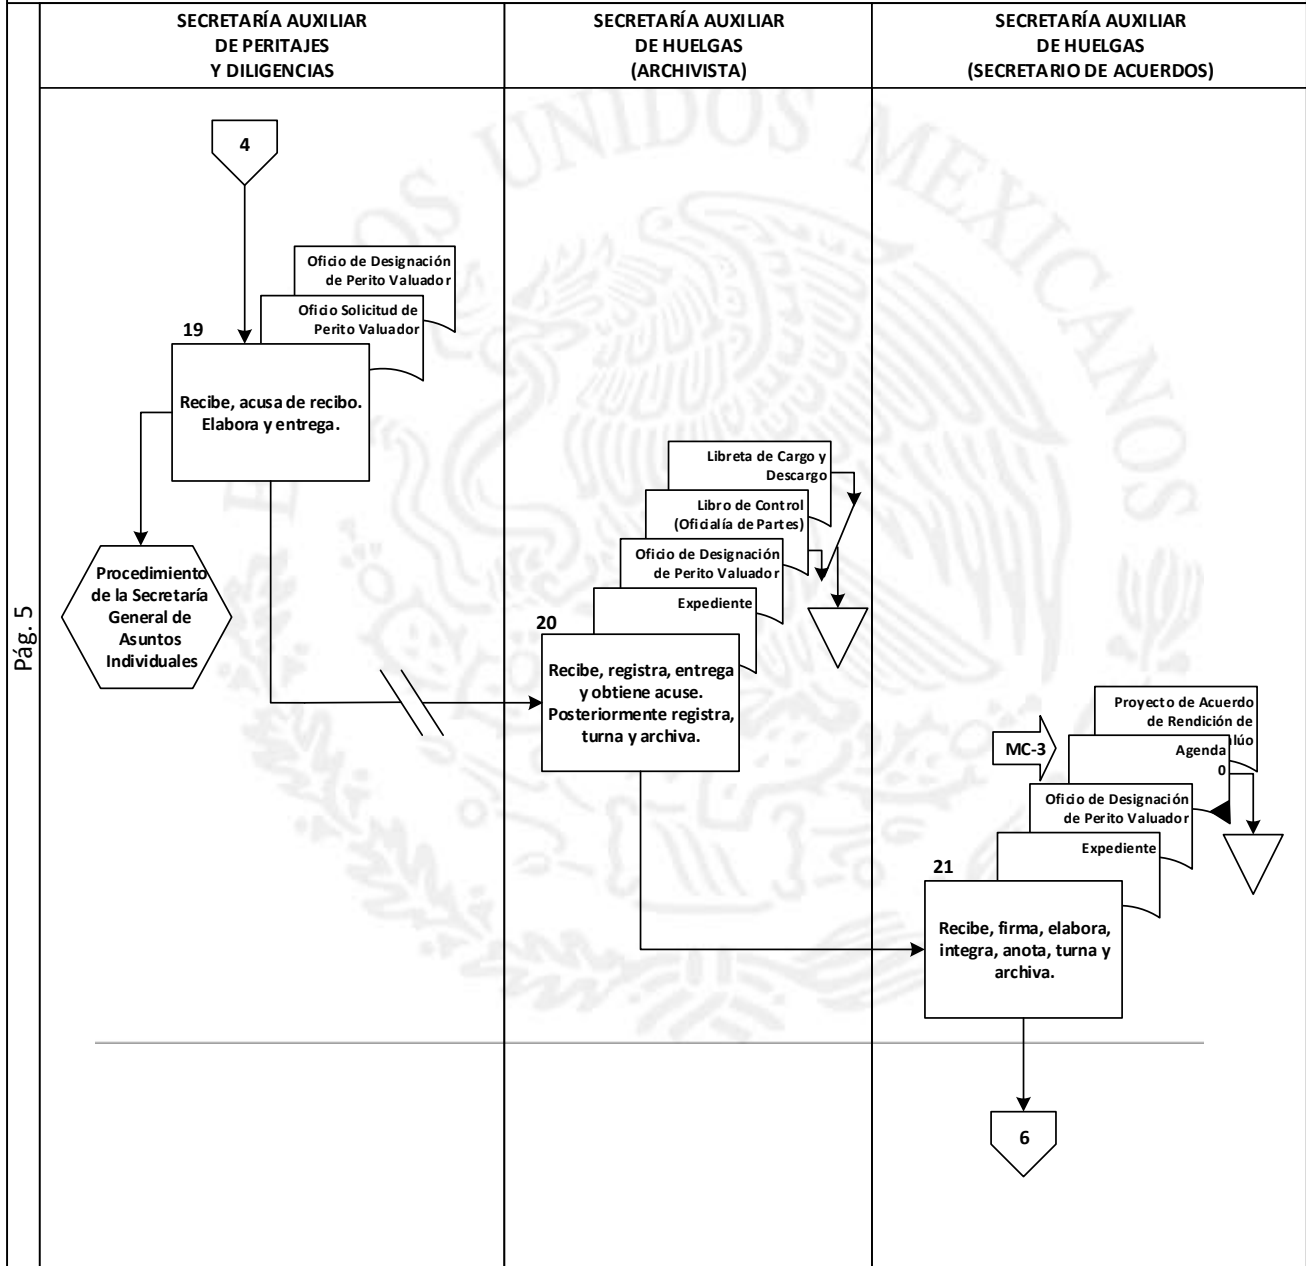 SECRETARÍA AUXILIAR
DE PERITAJES
Y DILIGENCIAS
SECRETARÍA AUXILIAR
DE HUELGAS
(ARCHIVISTA)
SECRETARÍA AUXILIAR
DE HUELGAS
(SECRETARIO DE ACUERDOS)
Pág. 5
4
Oficio de Designación
de Perito Valuador
Oficio Solicitud de
Perito Valuador
19
Recibe, acusa de recibo.
Elabora y entrega.
Procedimiento
de la Secretaría
General de
Asuntos
Individuales
Libreta de Cargo y
Descargo
Libro de Control
(Oficialía de Partes)
Oficio de Designación
de Perito Valuador
Expediente
20
Recibe, registra, entrega
y obtiene acuse.
Posteriormente registra,
turna y archiva.
Proyecto de Acuerdo
de Rendición de
lúo
MC-3
Agenda
0
Oficio de Designación
de Perito Valuador
Expediente
21
Recibe, firma, elabora,
integra, anota, turna y
archiva.
6
UNIDOS MEXICANOS